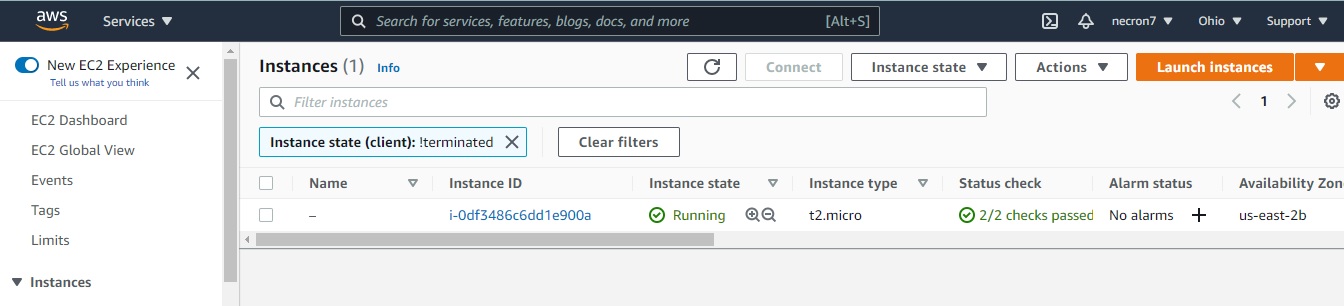 aws
Services
Search for services, features, blogs, docs, and more
[Alt+S]
necron7
Ohio
Support
New EC2 Experience
Tell us what you think
EC2 Dashboard
EC2 Global View
Events
Tags
Limits
Instances
Instances (1)
Info
Connect
Instance state
Actions
Launch instances
Filter instances
1
Instance state (client): !terminated
Clear filters
Name
Instance ID
Instance state
Instance type
Status check
Alarm status
Availability Zon
–
i-0df3486c6dd1e900a
Running
t2.micro
2/2 checks passed
No alarms
us-east-2b